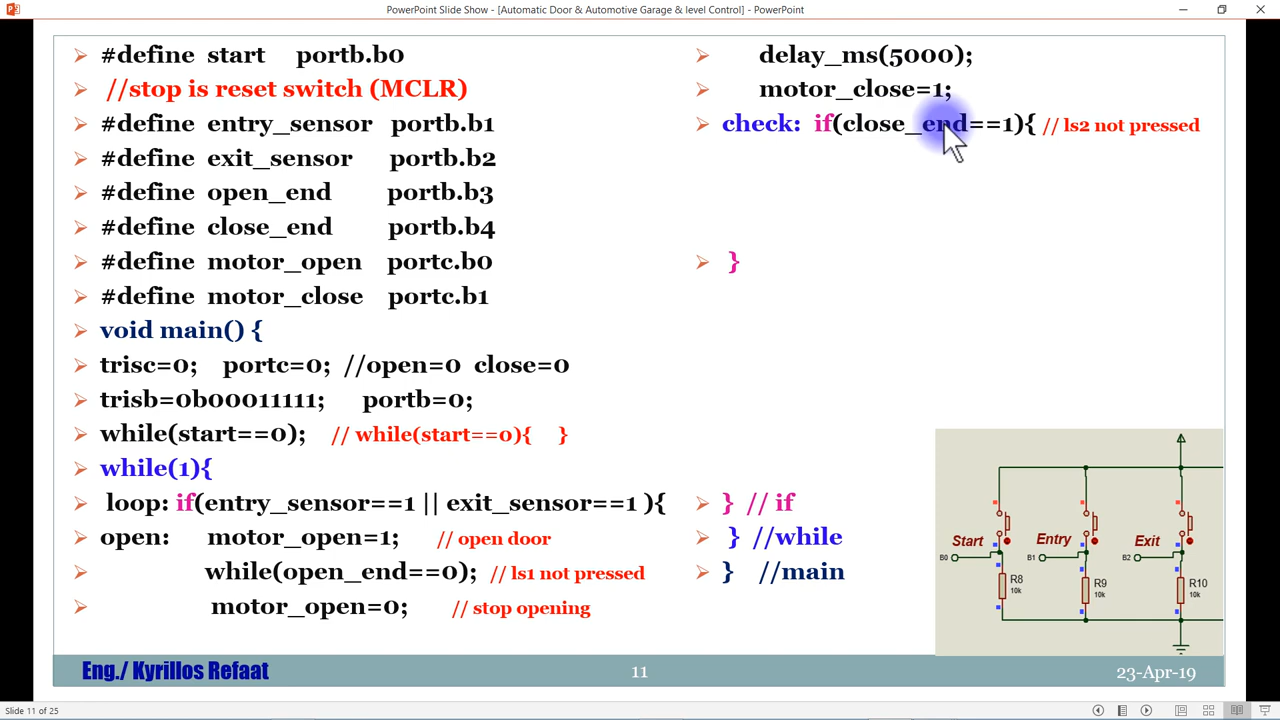 PowerPoint Slide Show - [Automatic Door & Automotive Garage & level Control] - PowerPoint
#define start portb.b0
//stop is reset switch (MCLR)
#define entry_sensor portb.b1
#define exit_sensor portb.b2
#define open_end portb.b3
#define close_end portb.b4
#define motor_open portc.b0
#define motor_close portc.b1
void main() {
trisc=0; portc=0; //open=0 close=0
trisb=0b00011111; portb=0;
while(start==0); // while(start==0){ }
while(1){
loop: if(entry_sensor==1 || exit_sensor==1 ){
open: motor_open=1; // open door
while(open_end==0); // ls1 not pressed
motor_open=0; // stop opening
delay_ms(5000);
motor_close=1;
check: if(close_end==1){ // ls2 not pressed
}
} // if
} //while
} //main
Start Entry Exit
B0 B1 B2
R8 R9 R10
10k 10k 10k
Eng./ Kyrillos Refaat
11
23-Apr-19
Slide 11 of 25